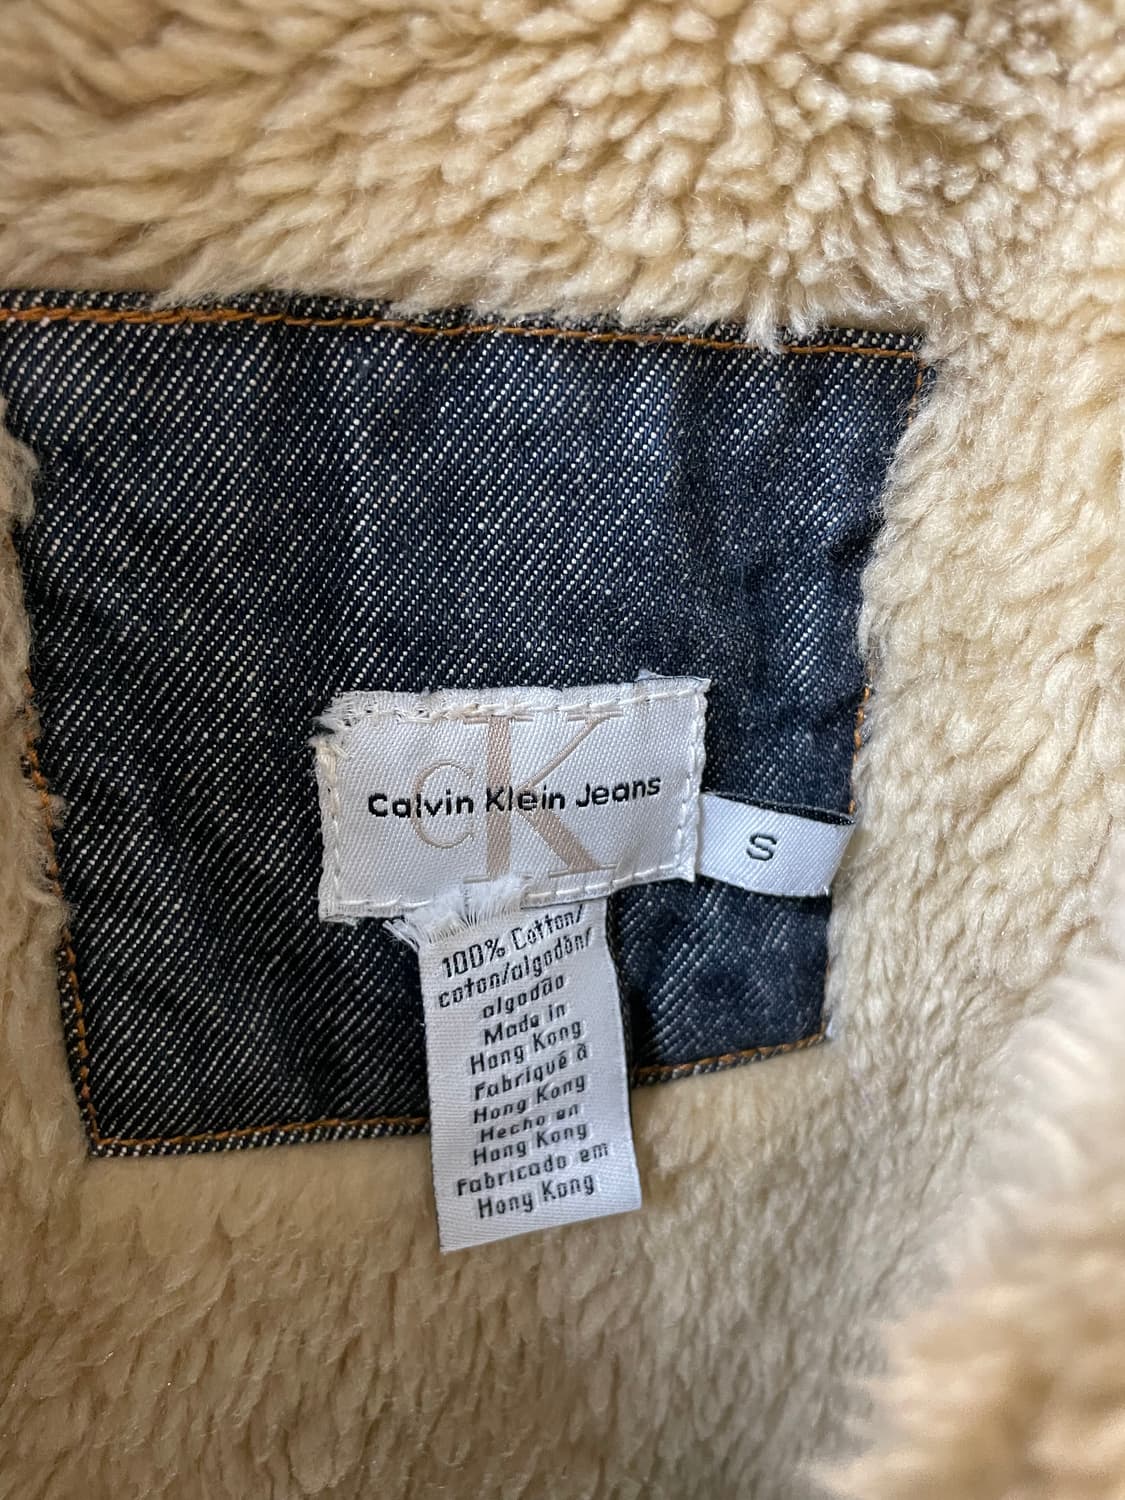 CK
Calvin Klein Jeans
S
100% Cotton/
coton/algodón/
algodão
Made in
Hong Kong
Fabriqué à
Hong Kong
Hecho en
Hong Kong
Fabricado em
Hong Kong